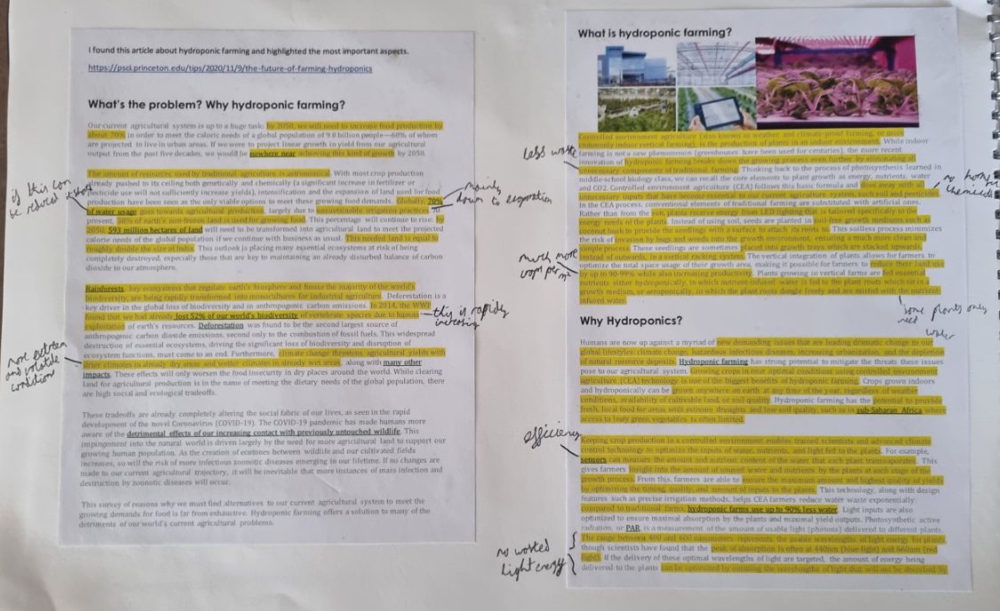 I found this article about hydroponic farming and highlighted the most important aspects.
https://psci.princeton.edu/tips/2020/11/9/the-future-of-farming-hydroponics
What's the problem? Why hydroponic farming?
Our current agricultural system is up to a huge task: by 2050, we will need to increase food production by
about 70% in order to meet the caloric needs of a global population of 9.8 billion people—68% of whom
are projected to live in urban areas. If we were to project linear growth in yield from our agricultural
output from the past five decades, we would be nowhere near achieving this kind of growth by 2050.
The amount of resources used by traditional agriculture is astronomical. With most crop production
already pushed to its ceiling both genetically and chemically (a significant increase in fertilizer or
pesticide use will not sufficiently increase yields), intensification and the expansion of land used for food
production have been seen as the only viable options to meet these growing food demands. Globally, 70%
of water usage goes towards agricultural production, largely due to unsustainable irrigation practices. At
present, 38% of earth's non-frozen land is used for growing food. This percentage will continue to rise: by
2050, 593 million hectares of land will need to be transformed into agricultural land to meet the projected
calorie needs of the global population if we continue with business as usual. This needed land is equal to
roughly double the size of India. This outlook is placing many essential ecosystems at risk of being
completely destroyed, especially those that are key to maintaining an already disturbed balance of carbon
dioxide in our atmosphere.
if this can
be reduced it shows
mainly
down to evaporation
Rainforests, key ecosystems that regulate earth's biosphere and house the majority of the world's
biodiversity, are being rapidly transformed into monocultures for industrial agriculture. Deforestation is a
key driver in the global loss of biodiversity and in anthropogenic carbon emissions. In 2014, the WWF
found that we had already lost 52% of our world's biodiversity of vertebrate species due to human
exploitation of earth's resources. Deforestation was found to be the second largest source of
anthropogenic carbon dioxide emissions, second only to the combustion of fossil fuels. This widespread
destruction of essential ecosystems, driving the significant loss of biodiversity and disruption of
ecosystem functions, must come to an end. Furthermore, climate change threatens agricultural yields with
drier climates in already dry areas and wetter climates in already wet areas, along with many other
impacts. These effects will only worsen the food insecurity in dry places around the world. While clearing
land for agricultural production is in the name of meeting the dietary needs of the global population, there
are high social and ecological tradeoffs.
this is rapidly
increasing
more extreme
and volatile
conditions
These tradeoffs are already completely altering the social fabric of our lives, as seen in the rapid
development of the novel Coronavirus (COVID-19). The COVID-19 pandemic has made humans more
aware of the detrimental effects of our increasing contact with previously untouched wildlife. This
impingement into the natural world is driven largely by the need for more agricultural land to support our
growing human population. As the creation of ecotones between wildlife and our cultivated fields
increases, so will the risk of more infectious zoonotic diseases emerging in our lifetime. If no changes are
made to our current agricultural trajectory, it will be inevitable that more instances of mass infection and
destruction by zoonotic diseases will occur.
This survey of reasons why we must find alternatives to our current agricultural system to meet the
growing demands for food is far from exhaustive. Hydroponic farming offers a solution to many of the
detriments of our world's current agricultural problems.
What is hydroponic farming?
Controlled environment agriculture (also known as weather and climate-proof farming, or more
commonly indoor vertical farming), is the production of plants in an indoor environment. While indoor
farming is not a new phenomenon (greenhouses have been used for centuries), the more recent
innovation of hydroponic farming breaks down the growing process even further by eliminating all
unnecessary components of traditional farming. Thinking back to the process of photosynthesis learned in
middle-school biology class, we can recall the core elements to plant growth as energy, nutrients, water
and CO2. Controlled environment agriculture (CEA) follows this basic formula and does away with all
unnecessary inputs that have become essential to our current agriculture system, such as soil and pesticides.
In the CEA process, conventional elements of traditional farming are substituted with artificial ones.
Rather than from the sun, plants receive energy from LED lighting that is tailored specifically to the
energy needs of the plants. Instead of using soil, seeds are planted in soil-free growth mediums such as
coconut husk to provide the seedlings with a surface to attach its roots to. This soilless process minimizes
the risk of invasion by bugs and weeds into the growth environment, ensuring a much more clean and
simple process. These seedlings are sometimes placed into growth trays which are stacked upwards,
instead of outwards, in a vertical racking system. The vertical integration of plants allows for farmers to
optimize the total space usage of their growth area, making it possible for farmers to reduce their land use
by up to 90-99% while also increasing productivity. Plants growing in vertical farms are fed essential
nutrients either hydroponically, in which nutrient-infused, water is fed to the root roots which sit in a
growth medium, or aeroponically, in which the plant roots dangle freely and are misted with the nutrient-
infused water.
Less waste
chemicals
much more
crop per m²
some plants only
need
water
Why Hydroponics?
Humans are now up against a myriad of new demanding issues that are leading dramatic change to our
global lifestyles: climate change, hazardous infectious diseases, increasing urbanization, and the depletion
of natural resource deposits. Hydroponic farming has strong potential to mitigate the threats these issues
pose to our agricultural system. Growing crops in near optimal conditions using controlled environment
agriculture (CEA) technology is one of the biggest benefits of hydroponic farming. Crops grown indoors
and hydroponically can be grown anywhere on earth at any time of the year, regardless of weather
conditions, availability of cultivable land, or soil quality. Hydroponic farming has the potential to provide
fresh, local food for areas with extreme droughts and low soil quality, such as in sub-Saharan Africa where
access to leafy green vegetables is often limited.
efficiency
Keeping crop production in a controlled environment enables trained scientists and advanced climate
control technology to optimize the inputs of water, nutrients, and light fed to the plants. For example,
sensors can measure the amount and nutrient content of the water that each plant transevaporates. This
gives farmers insight into the amount of unused water and nutrients by the plants at each stage of the
growth process. From this, farmers are able to ensure the maximum amount and highest quality of yields
by optimising the timing, quality, and amount of inputs to the plants. This technology, along with design
features such as precise irrigation methods, helps CEA farmers reduce water waste exponentially:
compared to traditional farms, hydroponic farms use up to 90% less water. Light inputs are also
optimized to ensure maximal absorption by the plants and maximal yield outputs. Photosynthetic active
radiation, or PAR, is a measurement of the amount of usable light (photons) delivered to different plants.
The range between 400 and 600 nanometers represents the usable wavelengths of light energy for plants,
though scientists have found that the peak of absorption is often at 440nm (blue light) and 660nm (red
light). If the delivery of these optimal wavelengths of light are targeted, the amount of energy being
delivered to the plants can be optimized by emitting the wavelengths of light that will not be absorbed by
no wasted
Light energy